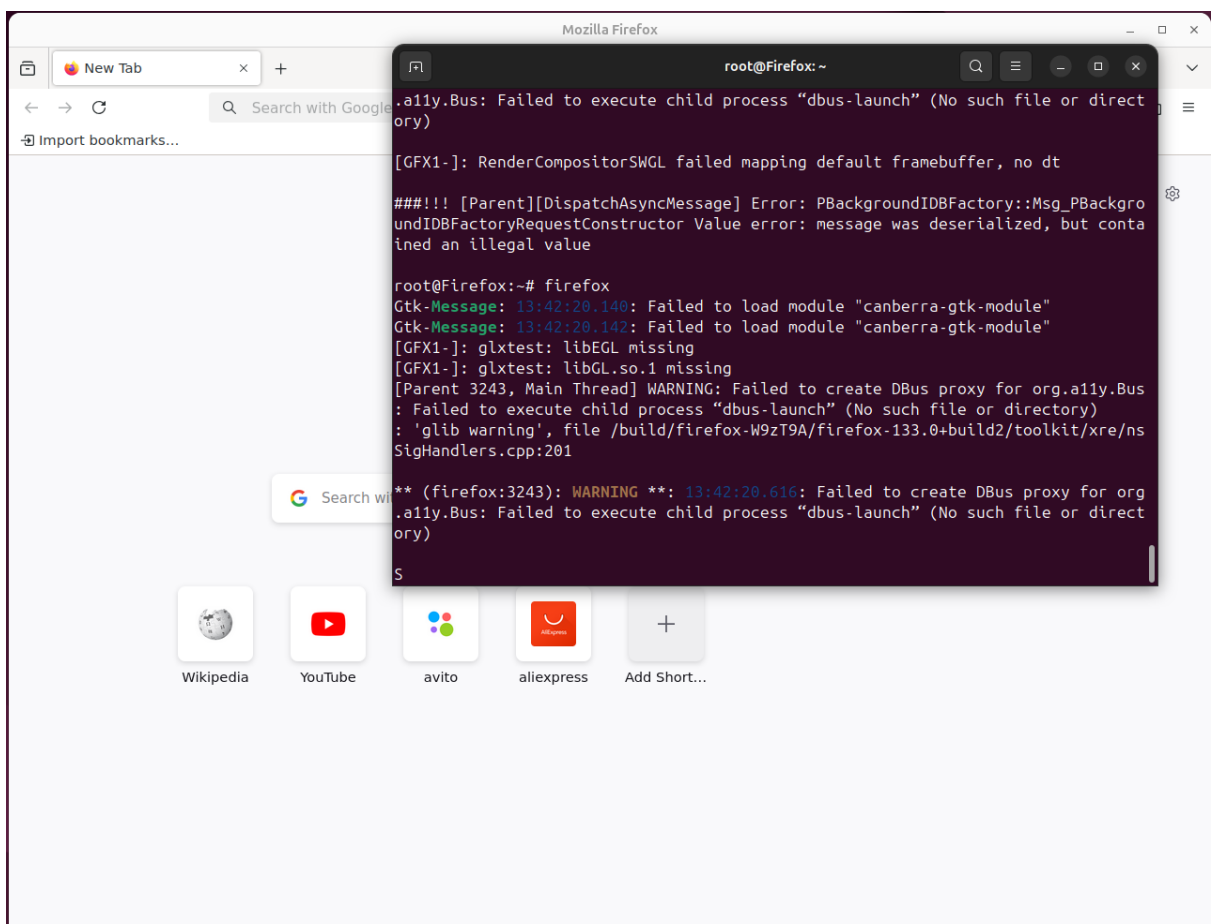 Mozilla Firefox
New Tab
root@Firefox: ~
Search with Google
Import bookmarks...
.a11y.Bus: Failed to execute child process “dbus-launch” (No such file or direct
ory)
[GFX1-]: RenderCompositorSWGL failed mapping default framebuffer, no dt
###!!! [Parent][DispatchAsyncMessage] Error: PBackgroundIDBFactory::Msg_PBackgro
undIDBFactoryRequestConstructor Value error: message was deserialized, but conta
ined an illegal value
root@Firefox:~# firefox
Gtk-Message: 13:42:20.140: Failed to load module "canberra-gtk-module"
Gtk-Message: 13:42:20.142: Failed to load module "canberra-gtk-module"
[GFX1-]: glxtest: libEGL missing
[GFX1-]: glxtest: libGL.so.1 missing
[Parent 3243, Main Thread] WARNING: Failed to create DBus proxy for org.a11y.Bus
: Failed to execute child process “dbus-launch” (No such file or directory)
: 'glib warning', file /build/firefox-W9zT9A/firefox-133.0+build2/toolkit/xre/ns
SigHandlers.cpp:201
** (firefox:3243): WARNING **: 13:42:20.616: Failed to create DBus proxy for org
.a11y.Bus: Failed to execute child process “dbus-launch” (No such file or direct
ory)
S
Search wi
AliExpress
Wikipedia
YouTube
avito
aliexpress
Add Short...